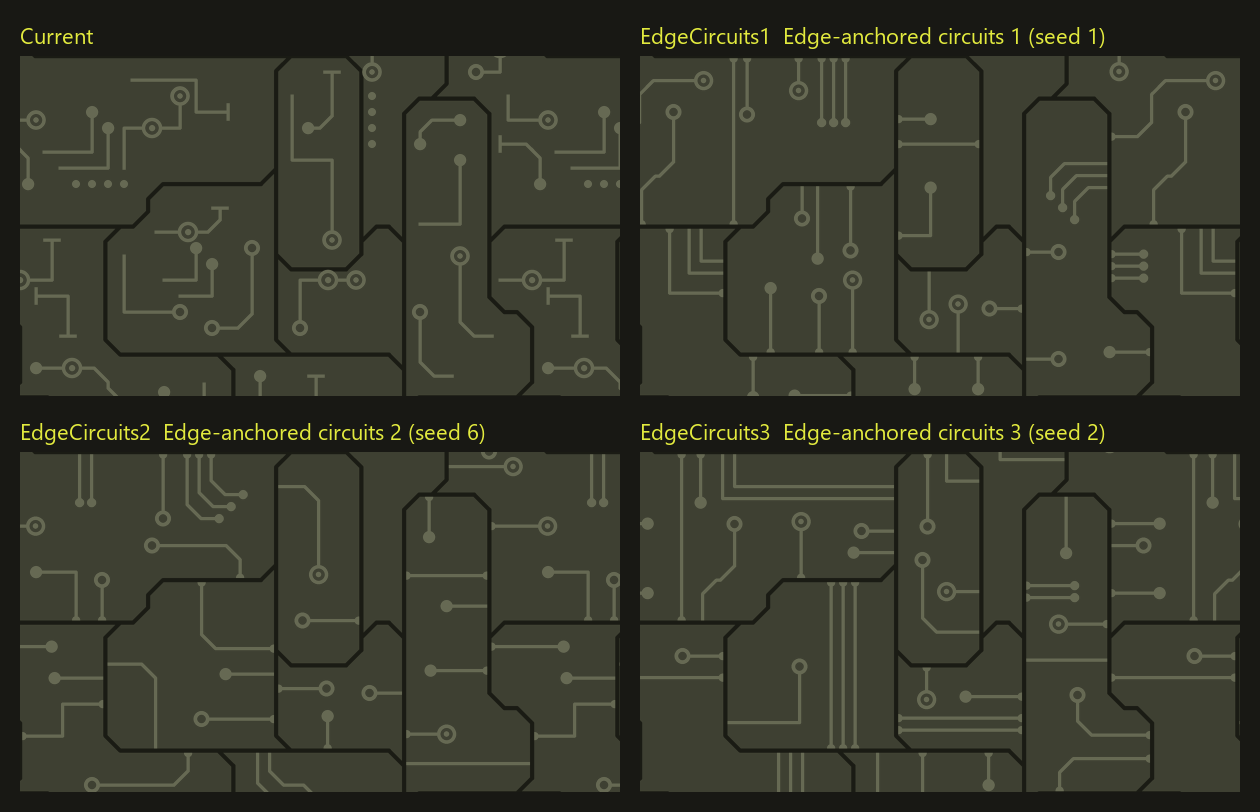 Current
EdgeCircuits1  Edge-anchored circuits 1 (seed 1)
EdgeCircuits2  Edge-anchored circuits 2 (seed 6)
EdgeCircuits3  Edge-anchored circuits 3 (seed 2)